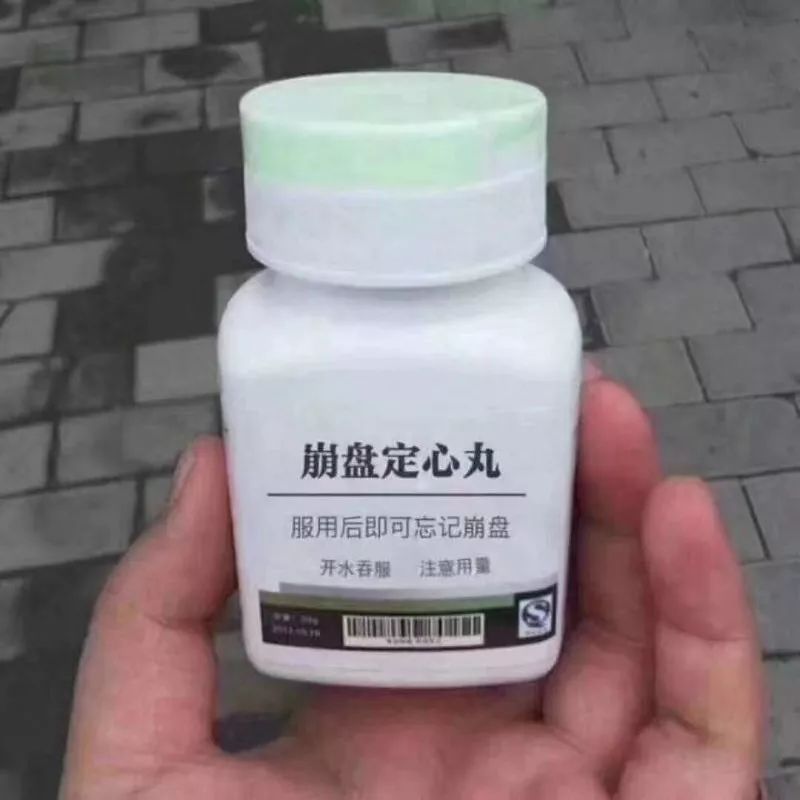 崩盘定心丸
服用后即可忘记崩盘
开水吞服 注意用量